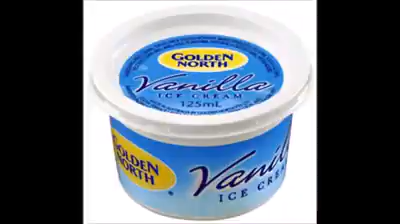 GOLDEN
NORTH
Vanilla
ICE CREAM
125mL
GOLDEN
NORTH
Vanilla
ICE CREAM